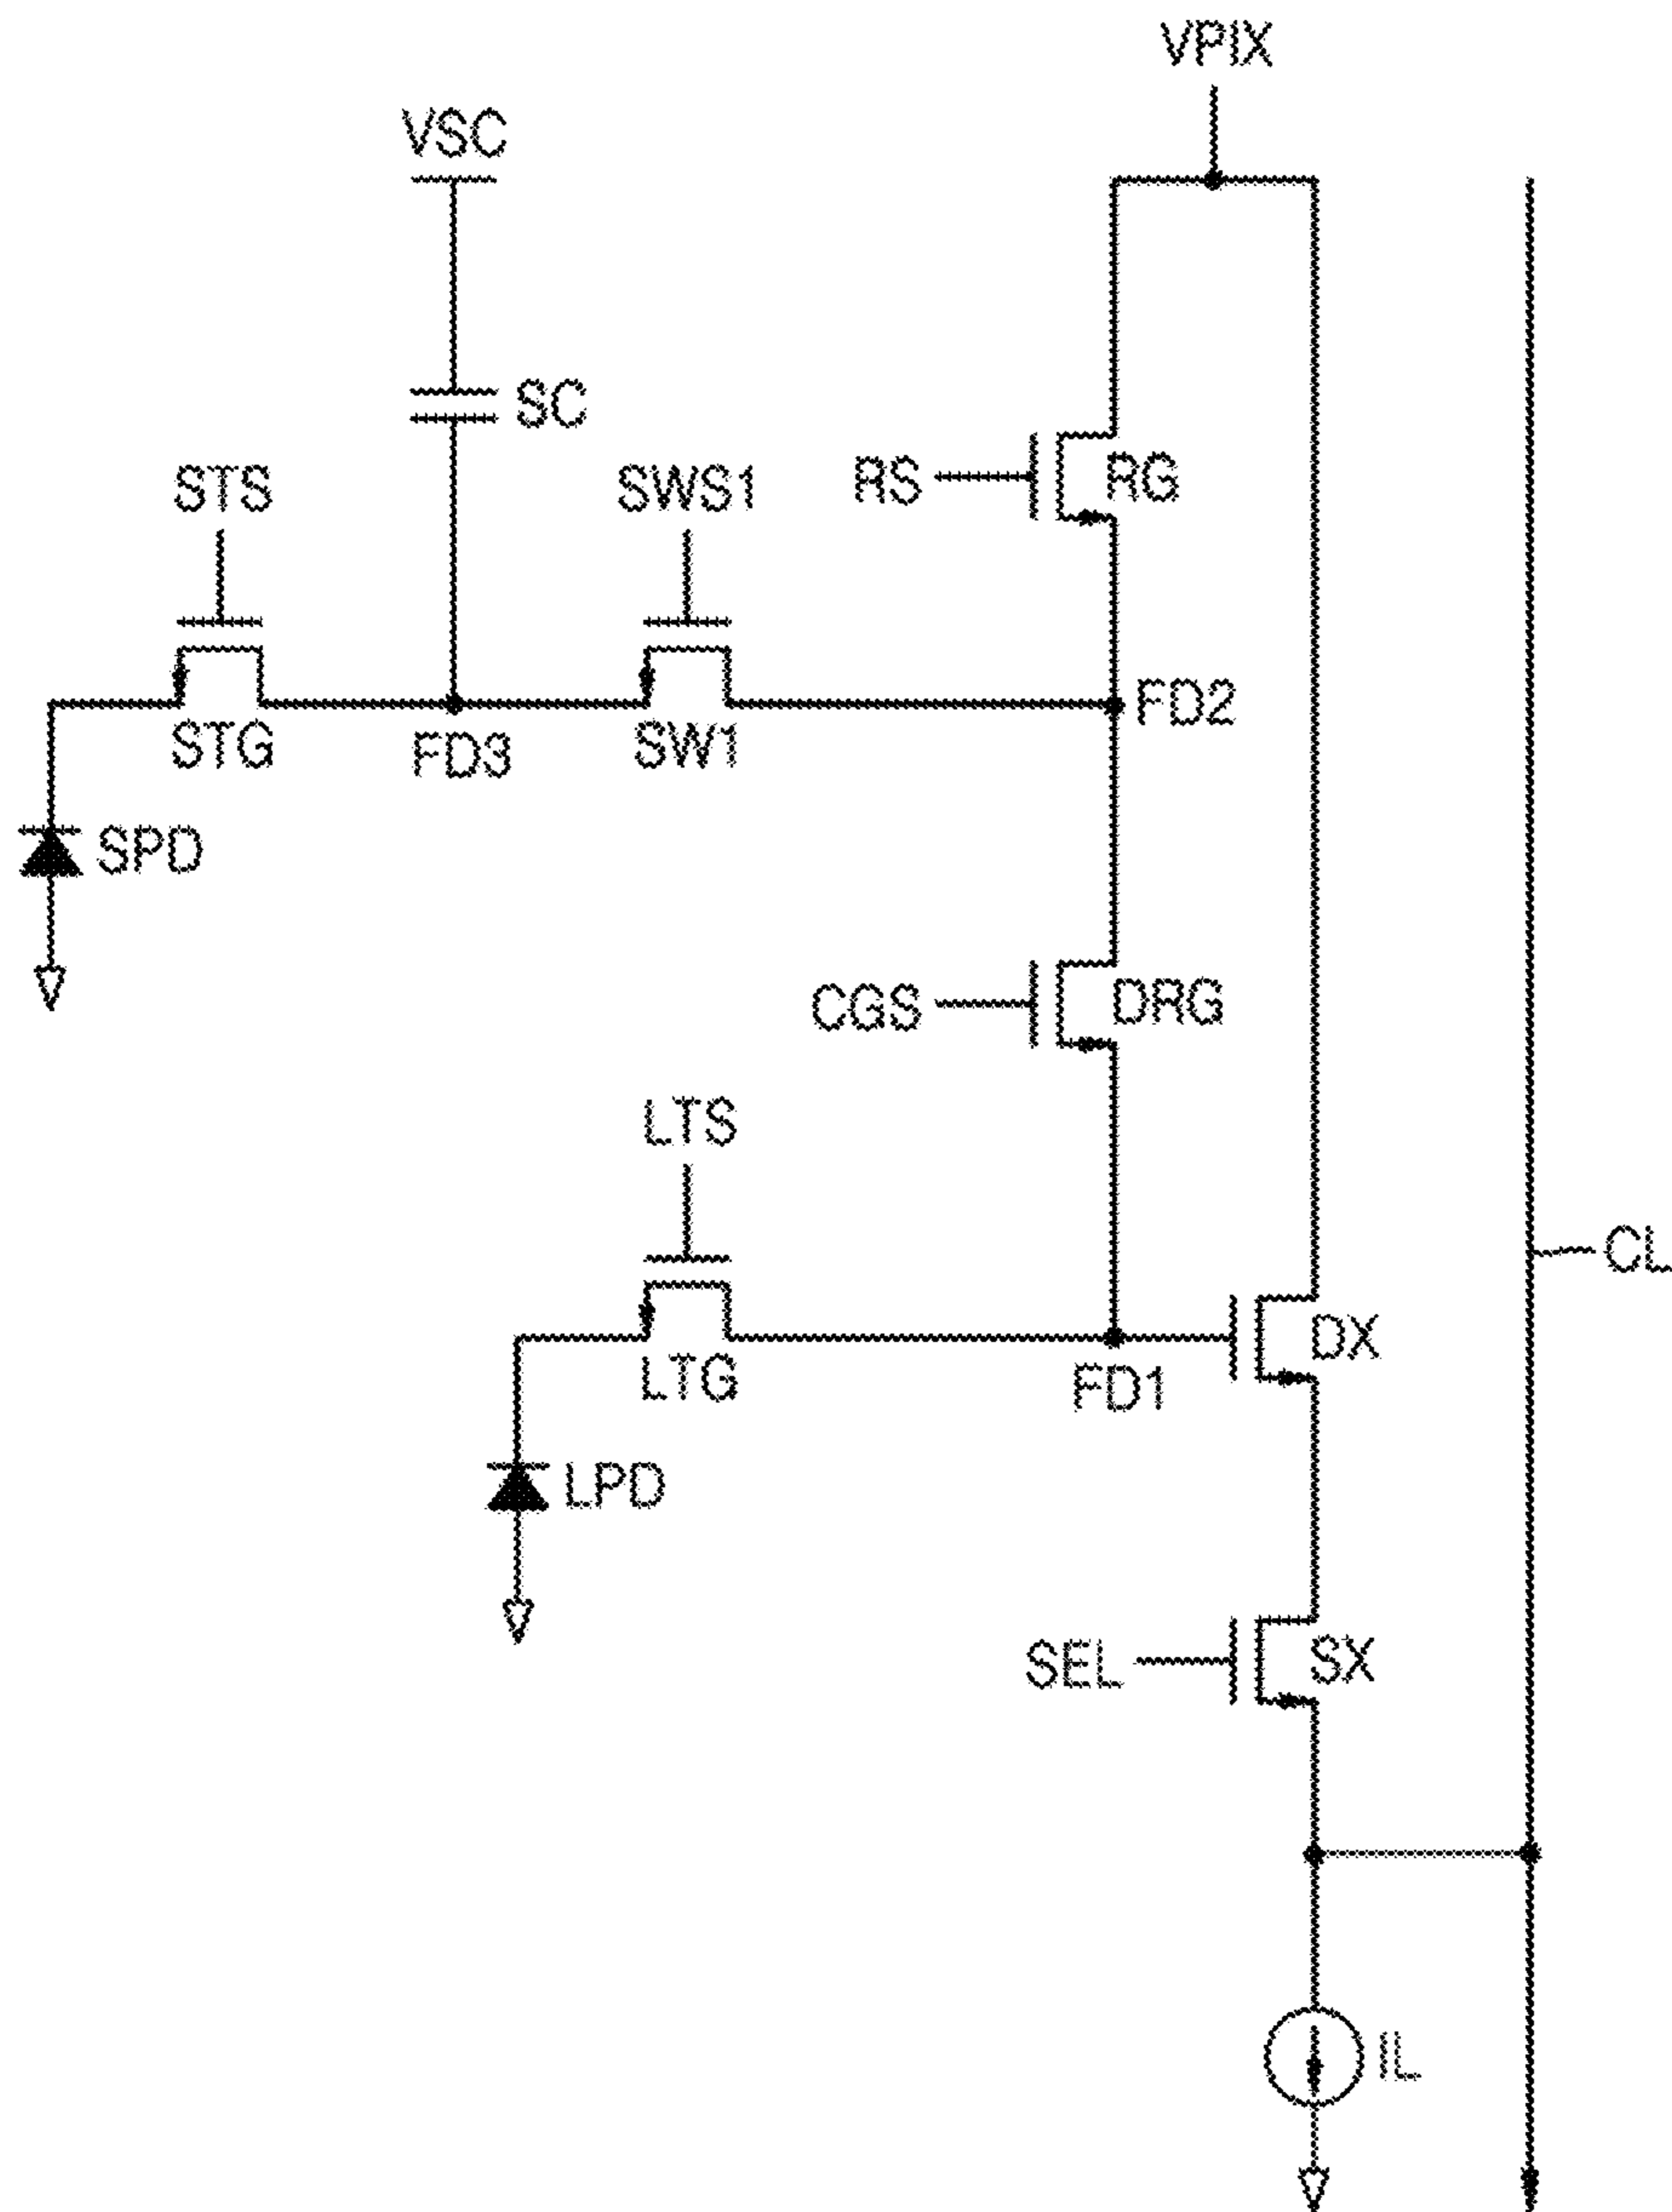 VPIX
VSC
SC
STS
SWS1
RS
RG
STG
FD3
SW1
FD2
SPD
CGS
DRG
LTS
CL
LTG
FD1
DX
LPD
SEL
SX
IL